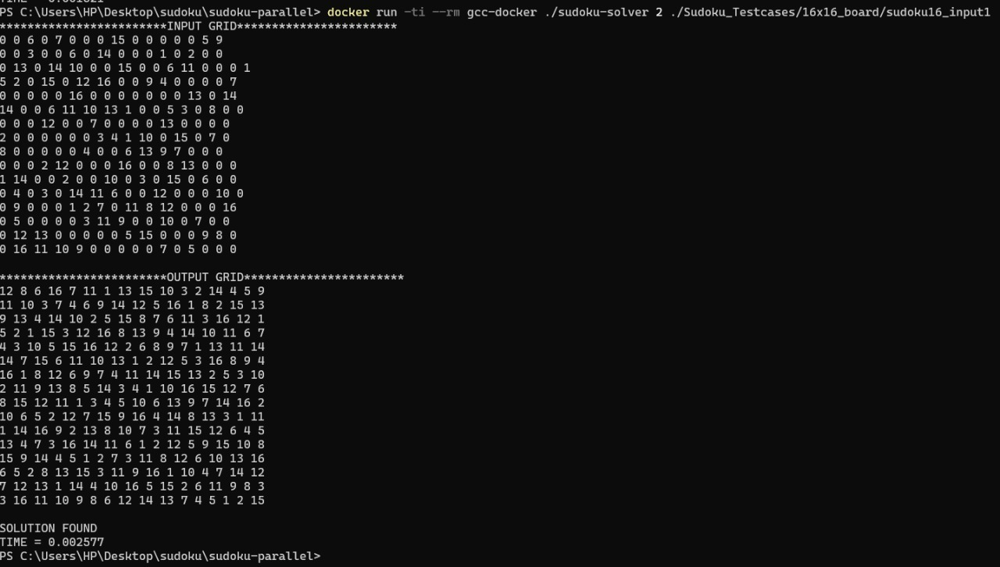 PS C:\Users\HP\Desktop\sudoku\sudoku-parallel> docker run -ti --rm gcc-docker ./sudoku-solver 2 ./Sudoku_Testcases/16x16_board/sudoku16_input1
************************INPUT GRID***********************
0 0 6 0 7 0 0 0 15 0 0 0 0 0 5 9
0 0 3 0 0 6 0 14 0 0 0 1 0 2 0 0
0 13 0 14 10 0 0 15 0 0 6 11 0 0 0 1
5 2 0 15 0 12 16 0 0 9 4 0 0 0 0 7
0 0 0 0 0 16 0 0 0 0 0 0 0 13 0 14
14 0 0 6 11 10 13 1 0 0 5 3 0 8 0 0
0 0 0 12 0 0 7 0 0 0 0 13 0 0 0 0
2 0 0 0 0 0 0 3 4 1 10 0 15 0 7 0
8 0 0 0 0 0 4 0 0 6 13 9 7 0 0 0
0 0 0 2 12 0 0 0 16 0 0 8 13 0 0 0
1 14 0 0 2 0 0 10 0 3 0 15 0 6 0 0
0 4 0 3 0 14 11 6 0 0 12 0 0 0 10 0
0 9 0 0 0 1 2 7 0 11 8 12 0 0 0 16
0 5 0 0 0 0 3 11 9 0 0 10 0 7 0 0
0 12 13 0 0 0 0 0 5 15 0 0 0 9 8 0
0 16 11 10 9 0 0 0 0 0 7 0 5 0 0 0
************************OUTPUT GRID***********************
12 8 6 16 7 11 1 13 15 10 3 2 14 4 5 9
11 10 3 7 4 6 9 14 12 5 16 1 8 2 15 13
9 13 4 14 10 2 5 15 8 7 6 11 3 16 12 1
5 2 1 15 3 12 16 8 13 9 4 14 10 11 6 7
4 3 10 5 15 16 12 2 6 8 9 7 1 13 11 14
14 7 15 6 11 10 13 1 2 12 5 3 16 8 9 4
16 1 8 12 6 9 7 4 11 14 15 13 2 5 3 10
2 11 9 13 8 5 14 3 4 1 10 16 15 12 7 6
8 15 12 11 1 3 4 5 10 6 13 9 7 14 16 2
10 6 5 2 12 7 15 9 16 4 14 8 13 3 1 11
1 14 16 9 2 13 8 10 7 3 11 15 12 6 4 5
13 4 7 3 16 14 11 6 1 2 12 5 9 15 10 8
15 9 14 4 5 1 2 7 3 11 8 12 6 10 13 16
6 5 2 8 13 15 3 11 9 16 1 10 4 7 14 12
7 12 13 1 14 4 10 16 5 15 2 6 11 9 8 3
3 16 11 10 9 8 6 12 14 13 7 4 5 1 2 15
SOLUTION FOUND
TIME = 0.002577
PS C:\Users\HP\Desktop\sudoku\sudoku-parallel>